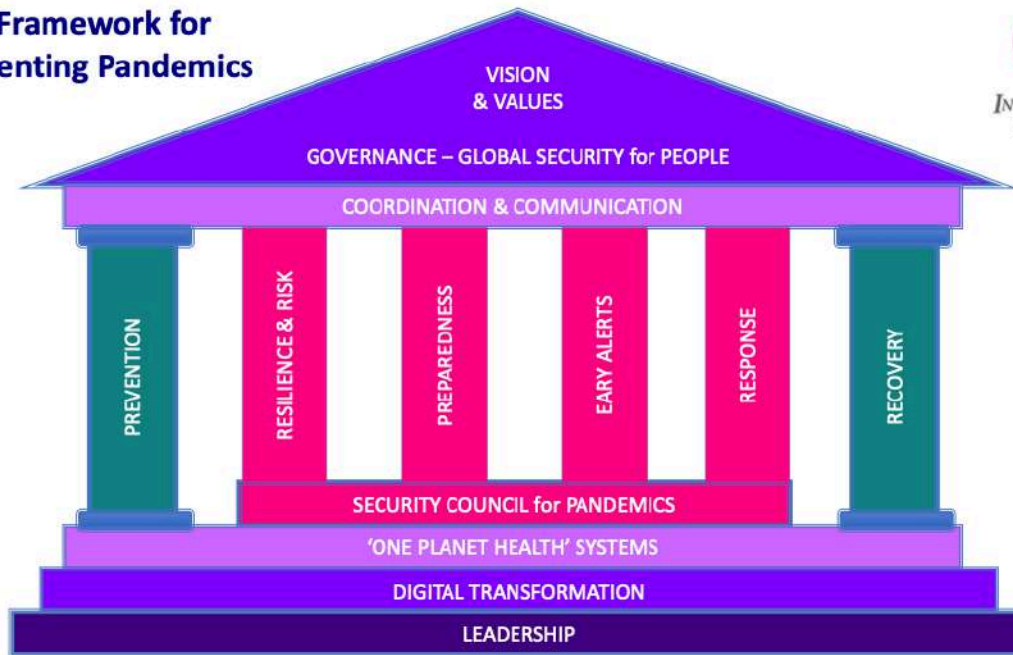 Framework for
enting Pandemics
IN
VISION
& VALUES
GOVERNANCE – GLOBAL SECURITY for PEOPLE
COORDINATION & COMMUNICATION
PREVENTION
RESILIENCE & RISK
PREPAREDNESS
EARY ALERTS
RESPONSE
RECOVERY
SECURITY COUNCIL for PANDEMICS
‘ONE PLANET HEALTH’ SYSTEMS
DIGITAL TRANSFORMATION
LEADERSHIP